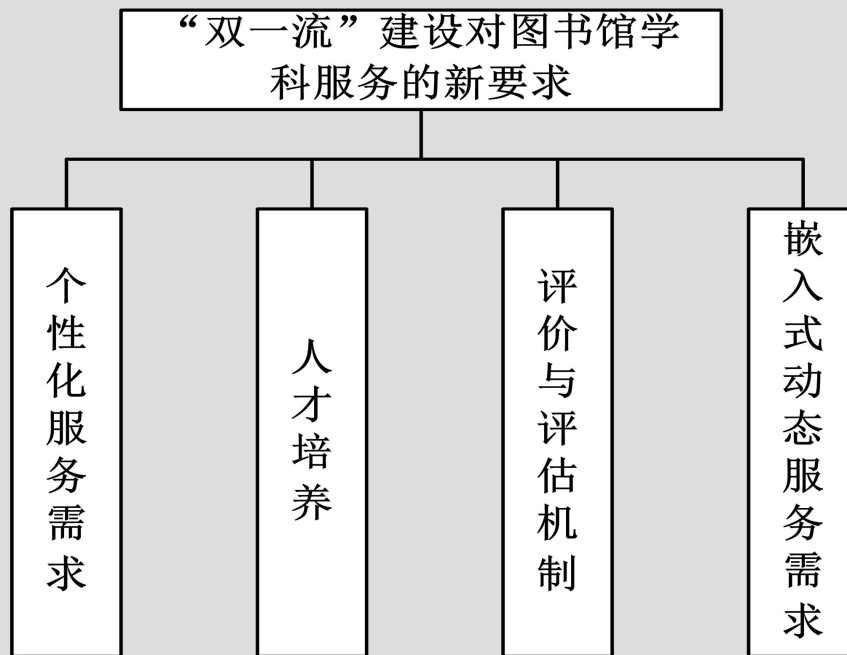 “双一流”建设对图书馆学
科服务的新要求
个性化服务需求
人才培养
评价与评估机制
嵌入式动态服务需求